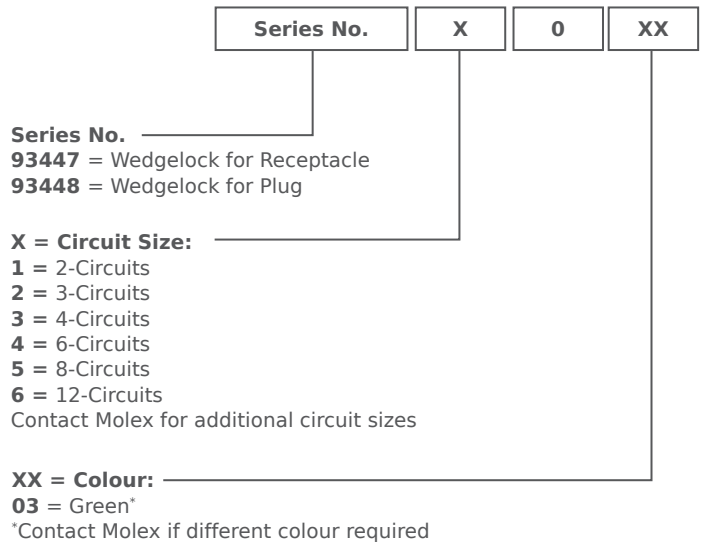 Series No. X 0 XX
Series No.
93447 = Wedgelock for Receptacle
93448 = Wedgelock for Plug
X = Circuit Size:
1 = 2-Circuits
2 = 3-Circuits
3 = 4-Circuits
4 = 6-Circuits
5 = 8-Circuits
6 = 12-Circuits
Contact Molex for additional circuit sizes
XX = Colour:
03 = Green*
*Contact Molex if different colour required